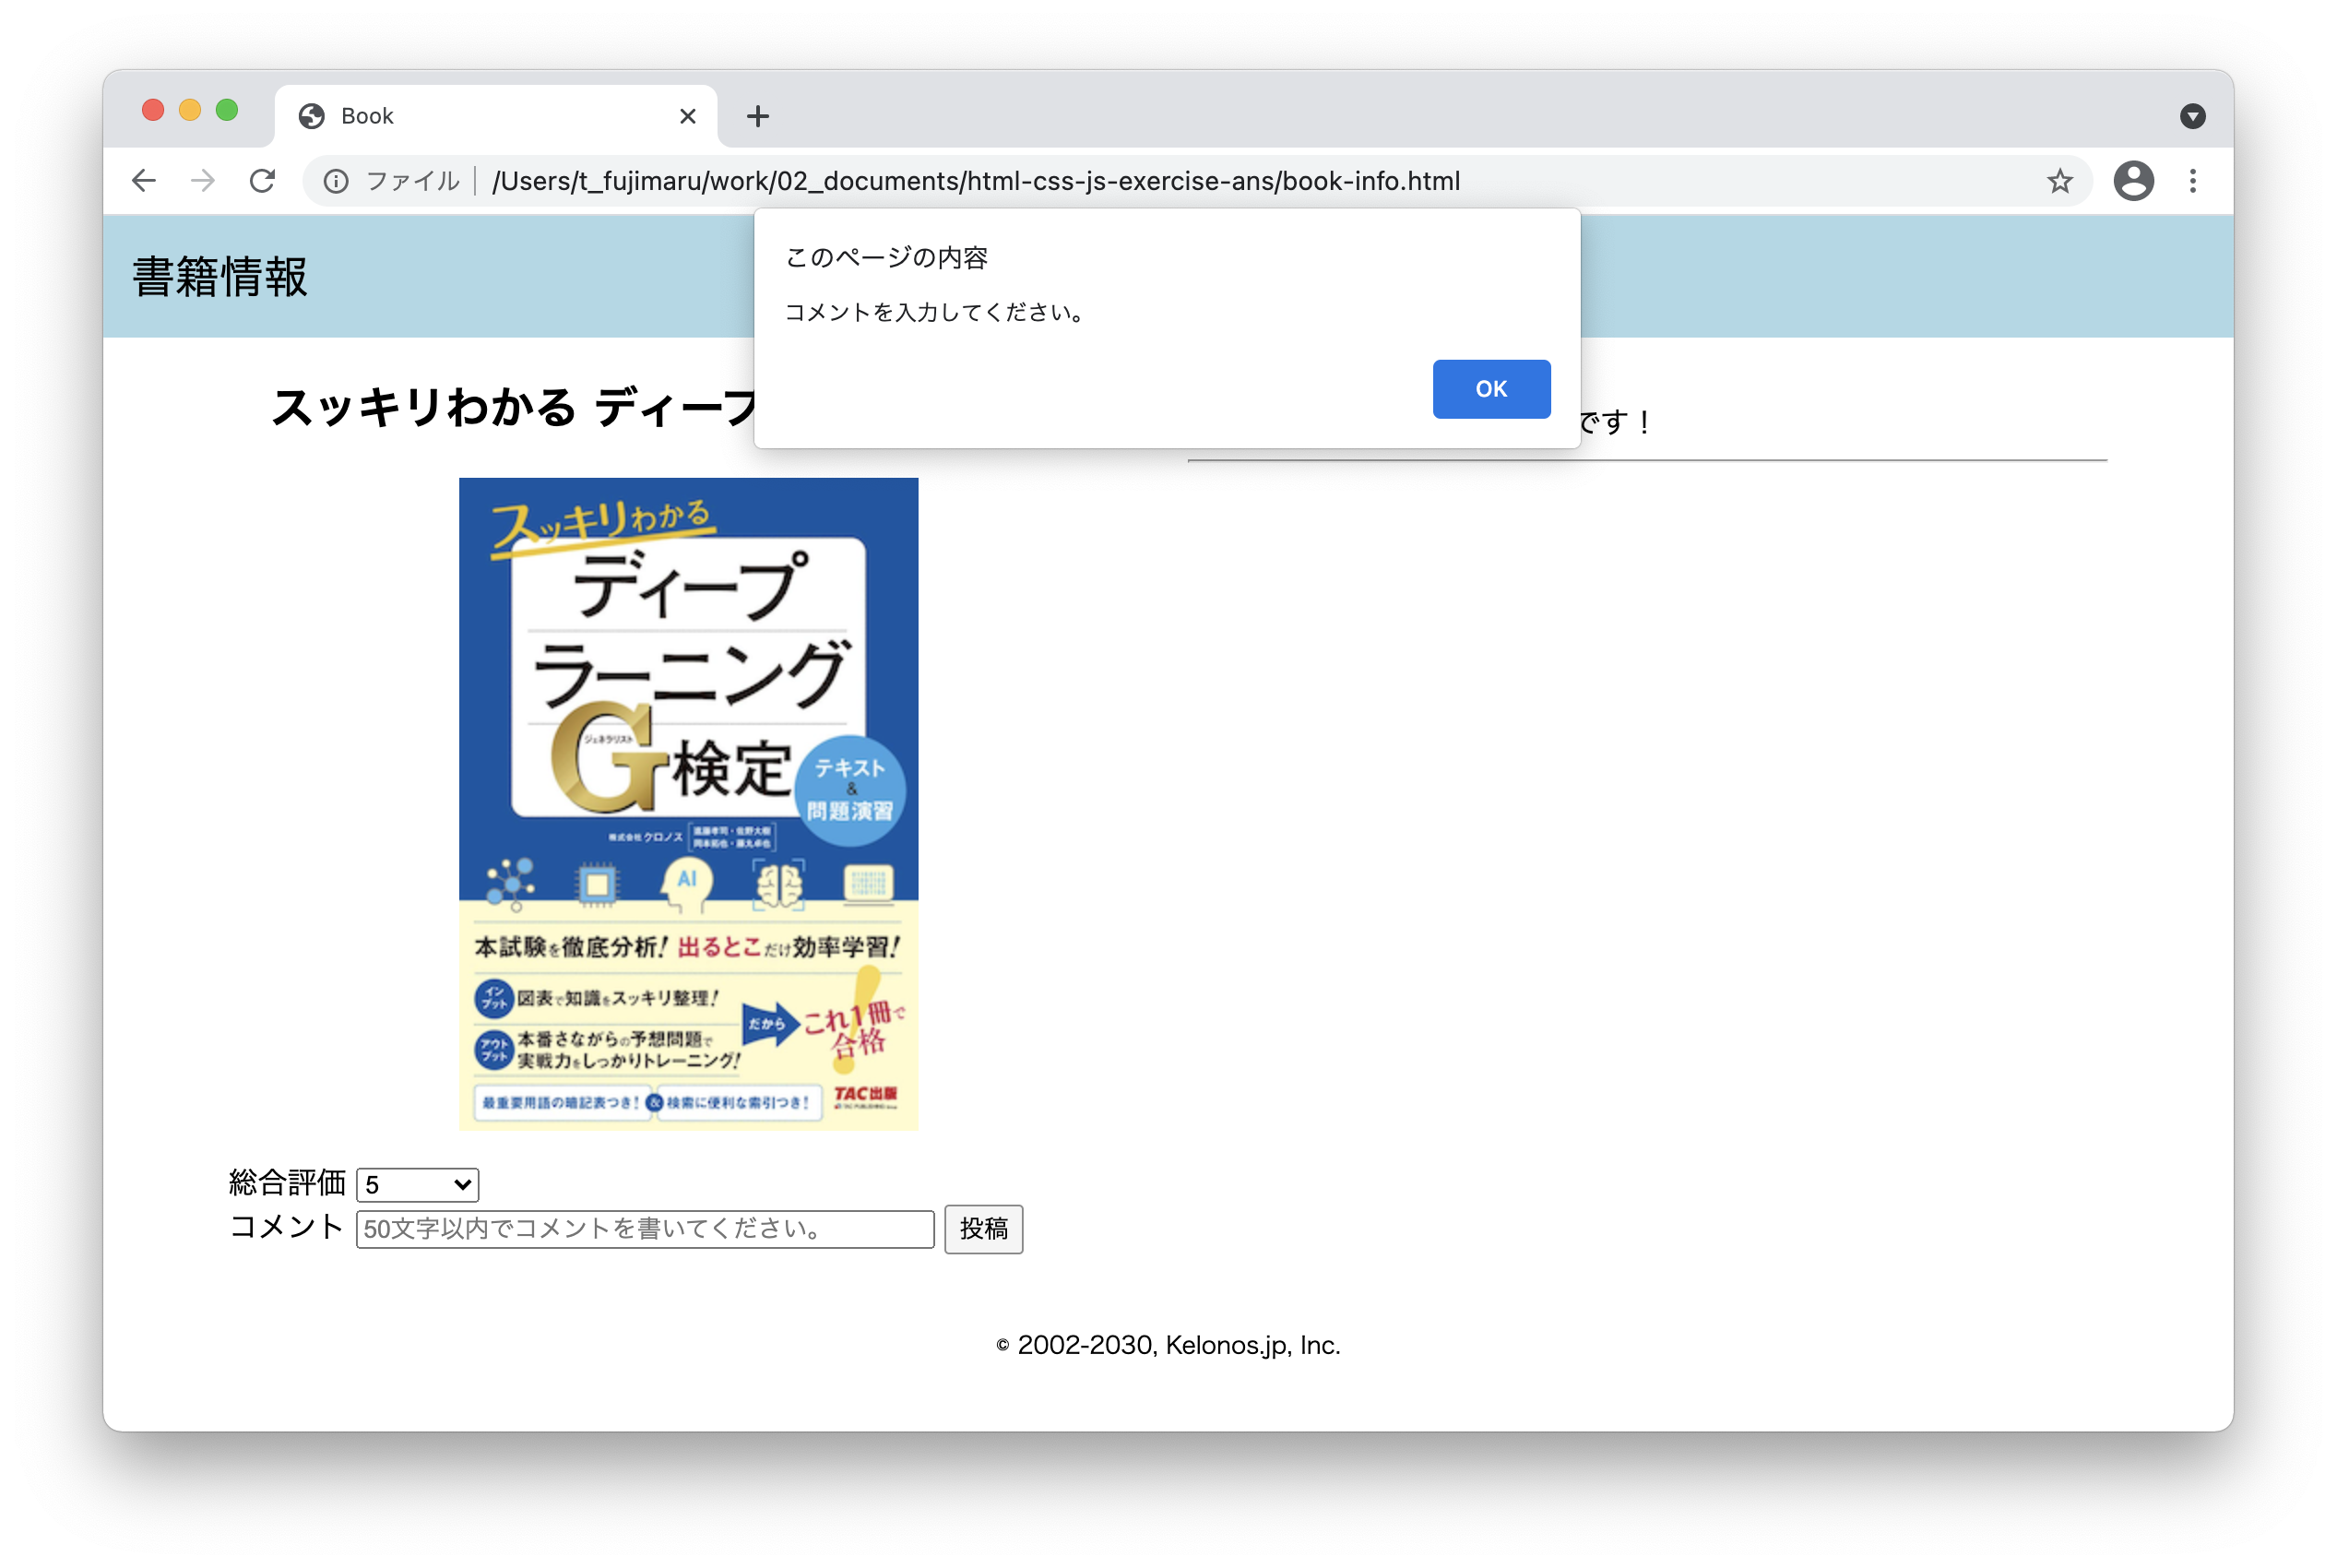 Book
ファイル
/Users/t_fujimaru/work/02_documents/html-css-js-exercise-ans/book-info.html
このページの内容
コメントを入力してください。
OK
書籍情報
スッキリわかる ディープ
です！
スッキリわかる
ディープ
ラーニング
ジェネラリスト
G検定
テキスト
&
問題演習
株式会社 クロノス
AI
本試験を徹底分析！ 出るとこだけ効率学習！
イン
プット
図表で知識をスッキリ整理！
アウト
プット
本番さながらの予想問題で
実戦力をしっかりトレーニング！
だから
これ1冊で
合格
最重要用語の暗記表つき！ & 検索に便利な索引つき！
TAC出版
総合評価 5
コメント 50文字以内でコメントを書いてください。 投稿
© 2002-2030, Kelonos.jp, Inc.